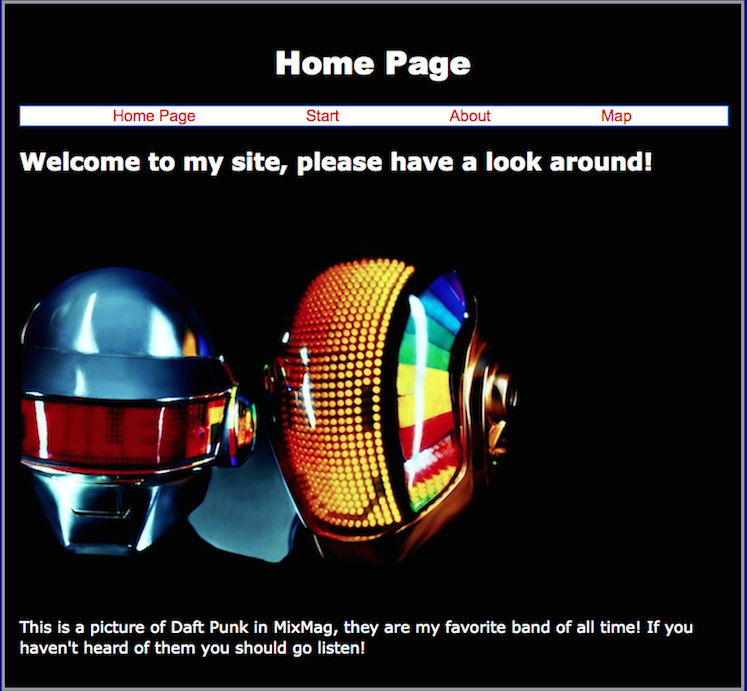 Home Page
Home Page Start About Map
Welcome to my site, please have a look around!
This is a picture of Daft Punk in MixMag, they are my favorite band of all time! If you
haven't heard of them you should go listen!